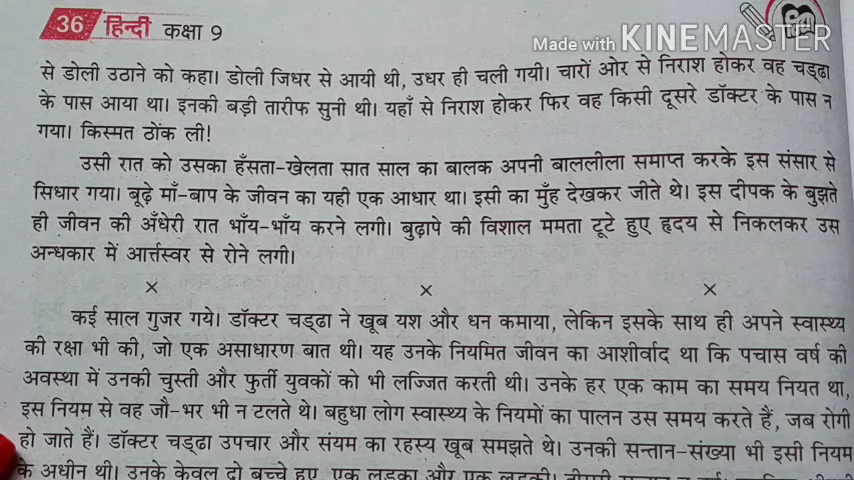 36 हिन्दी कक्षा 9
Made with KINEMASTER
से डोली उठाने को कहा। डोली जिधर से आयी थी, उधर ही चली गयी। चारों ओर से निराश होकर वह चड्ढा
के पास आया था। इनकी बड़ी तारीफ सुनी थी। यहाँ से निराश होकर फिर वह किसी दूसरे डॉक्टर के पास न
गया। किस्मत ठोंक ली!
उसी रात को उसका हँसता-खेलता सात साल का बालक अपनी बाललीला समाप्त करके इस संसार से
सिधार गया। बूढ़े माँ-बाप के जीवन का यही एक आधार था। इसी का मुँह देखकर जीते थे। इस दीपक के बुझते
ही जीवन की अँधेरी रात भाँय-भाँय करने लगी। बुढ़ापे की विशाल ममता टूटे हुए हृदय से निकलकर उस
अन्धकार में आर्त्तस्वर से रोने लगी।
× × ×
कई साल गुजर गये। डॉक्टर चड्ढा ने खूब यश और धन कमाया, लेकिन इसके साथ ही अपने स्वास्थ्य
की रक्षा भी की, जो एक असाधारण बात थी। यह उनके नियमित जीवन का आशीर्वाद था कि पचास वर्ष की
अवस्था में उनकी चुस्ती और फुर्ती युवकों को भी लज्जित करती थी। उनके हर एक काम का समय नियत था,
इस नियम से वह जौ-भर भी न टलते थे। बहुधा लोग स्वास्थ्य के नियमों का पालन उस समय करते हैं, जब रोगी
हो जाते हैं। डॉक्टर चड्ढा उपचार और संयम का रहस्य खूब समझते थे। उनकी सन्तान-संख्या भी इसी नियम
के अधीन थी। उनके केवल दो बच्चे हुए, एक लड़का और एक लड़की।